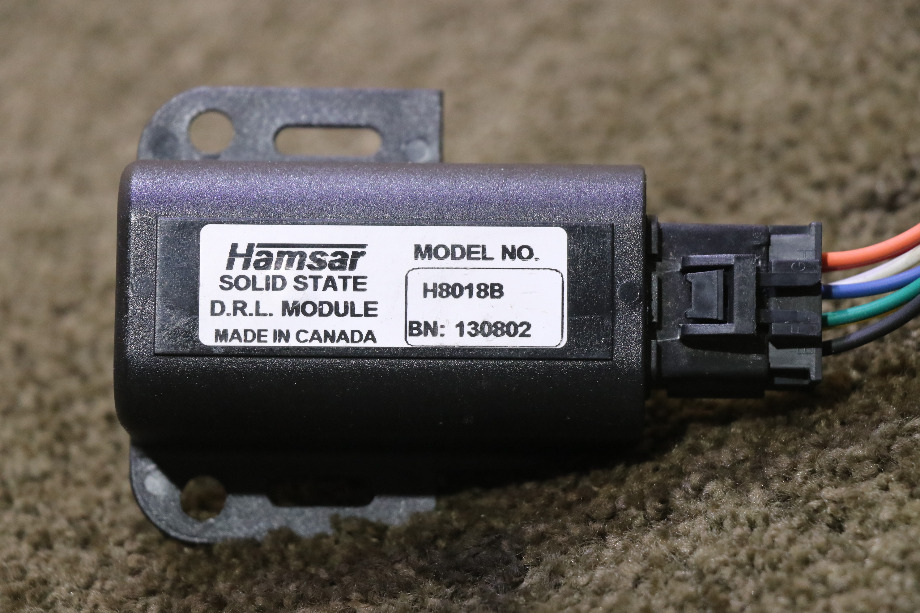 Hamsar
SOLID STATE
D.R.L. MODULE
MADE IN CANADA
MODEL NO.
H8018B
BN: 130802